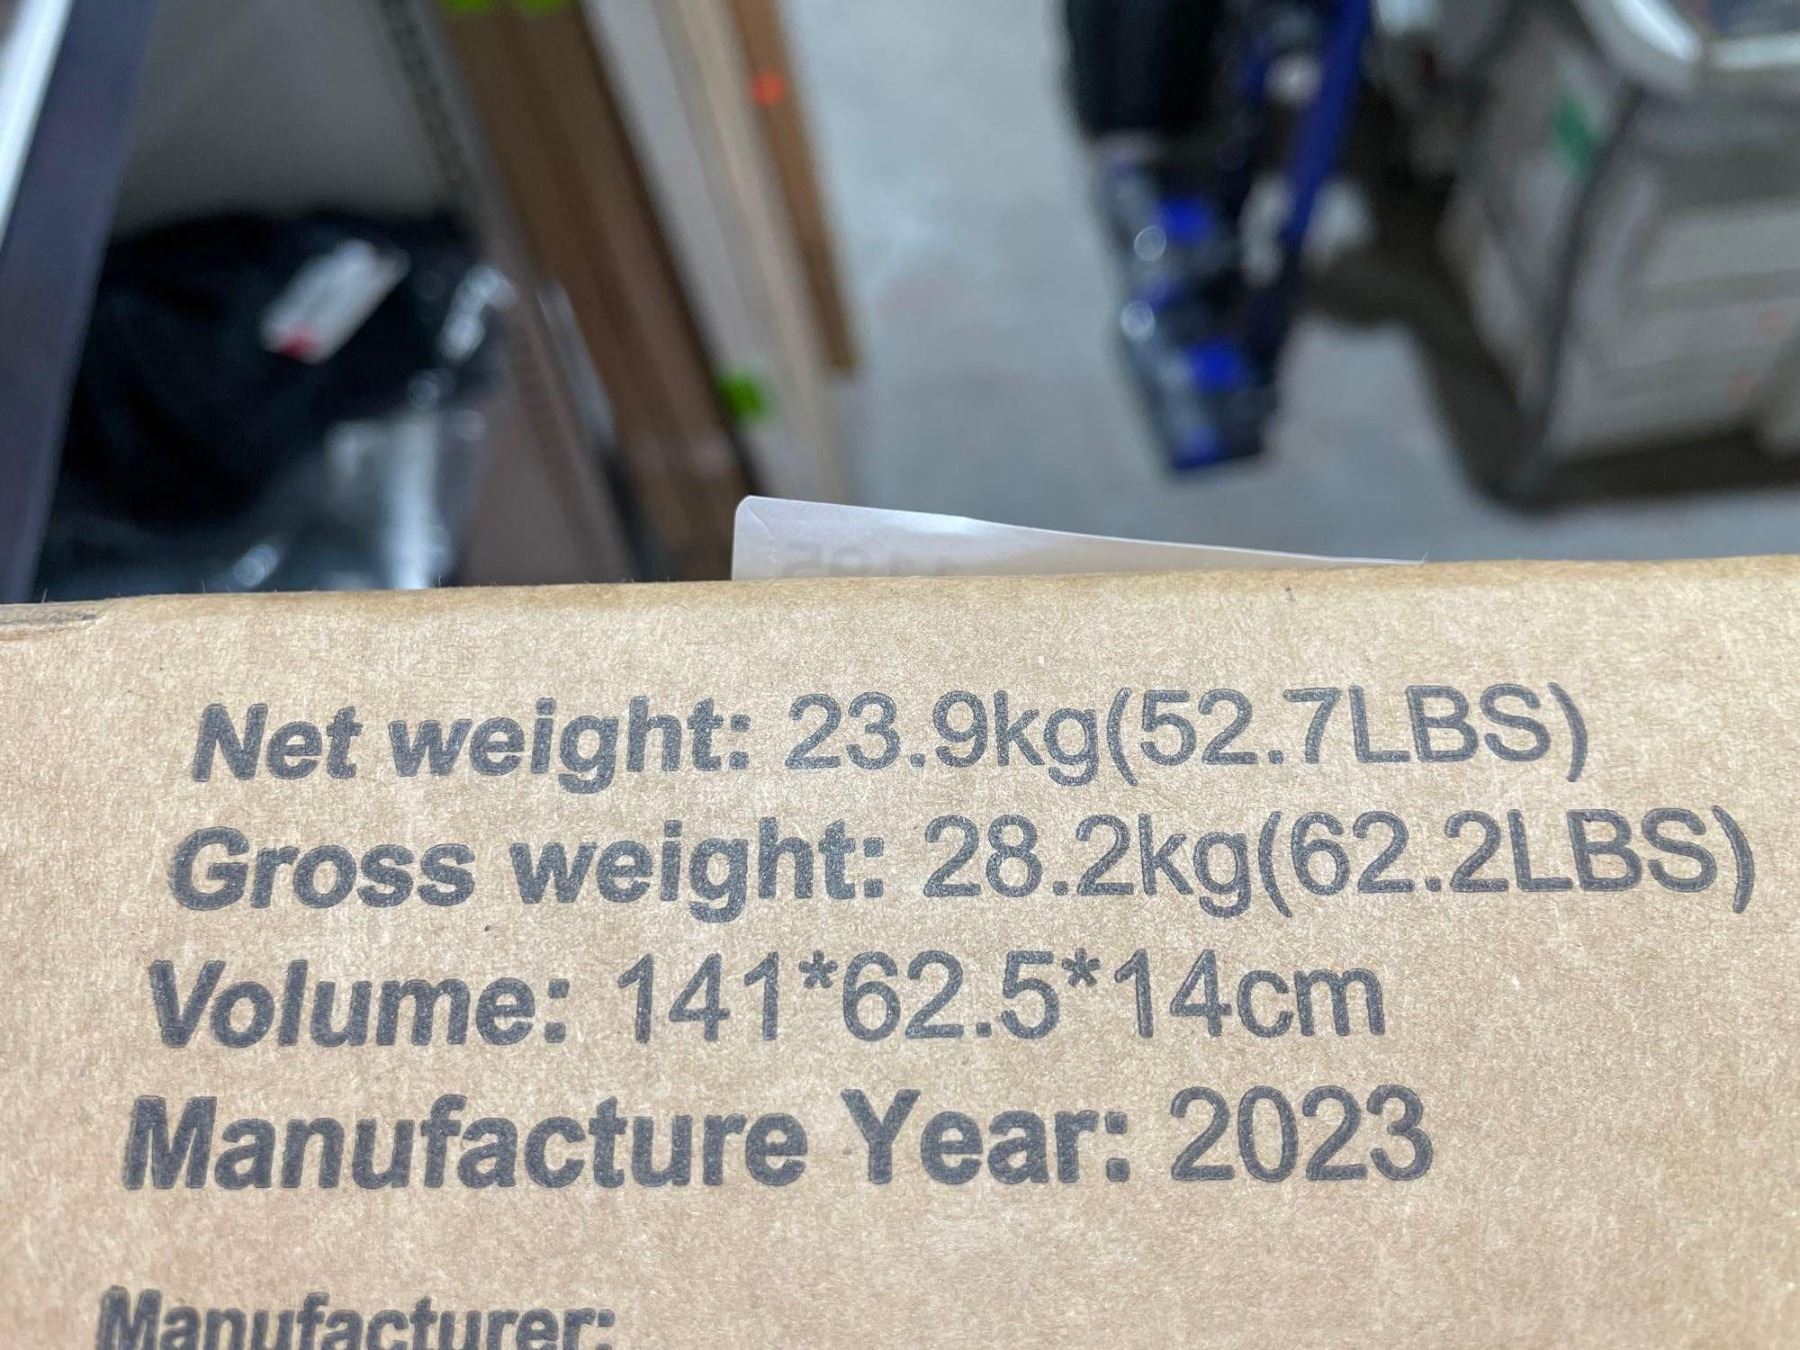 Net weight: 23.9kg(52.7LBS)
Gross weight: 28.2kg(62.2LBS)
Volume: 141*62.5*14cm
Manufacture Year: 2023
Manufacturer: